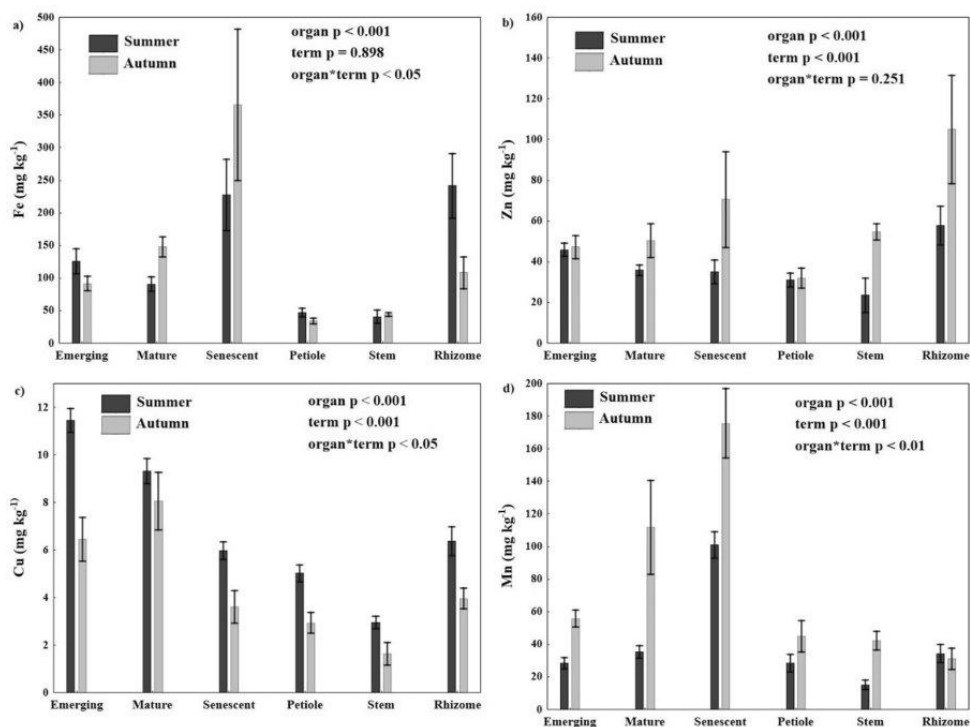 a)
500
450
400
350
300
250
200
150
100
50
0
Fe (mg kg⁻¹)
Summer
Autumn
organ p < 0.001
term p = 0.898
organ*term p < 0.05
Emerging Mature Senescent Petiole Stem Rhizome
b)
160
140
120
100
80
60
40
20
0
Zn (mg kg⁻¹)
Summer
Autumn
organ p < 0.001
term p < 0.001
organ*term p = 0.251
Emerging Mature Senescent Petiole Stem Rhizome
c)
12
10
8
6
4
2
0
Cu (mg kg⁻¹)
Summer
Autumn
organ p < 0.001
term p < 0.001
organ*term p < 0.05
Emerging Mature Senescent Petiole Stem Rhizome
d)
200
180
160
140
120
100
80
60
40
20
0
Mn (mg kg⁻¹)
Summer
Autumn
organ p < 0.001
term p < 0.001
organ*term p < 0.01
Emerging Mature Senescent Petiole Stem Rhizome